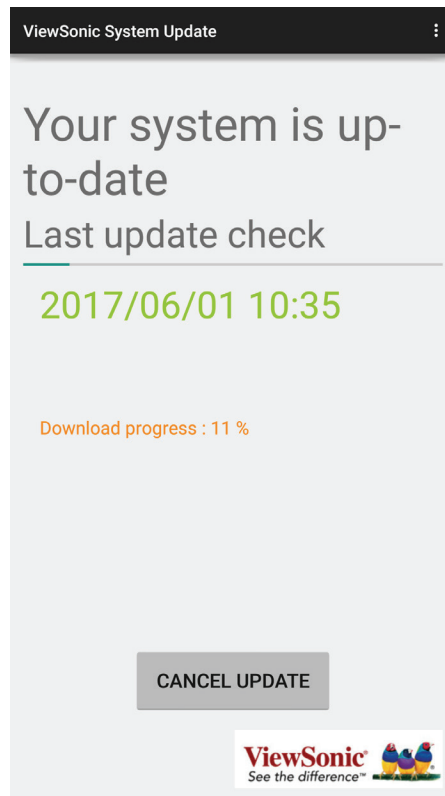 ViewSonic System Update
Your system is up-
to-date
Last update check
2017/06/01 10:35
Download progress : 11 %
CANCEL UPDATE
ViewSonic®
See the difference™